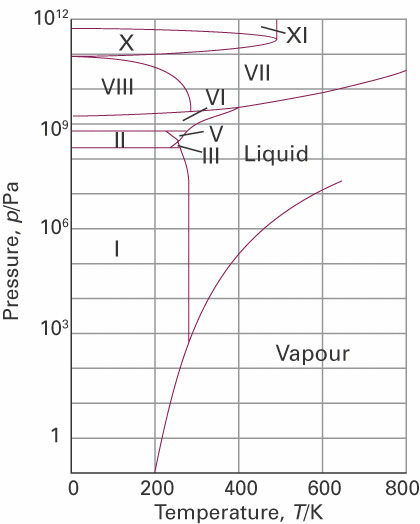 10¹²
XI
X
VII
VIII
VI
10⁹
V
II
III
Liquid
10⁶
I
10³
Vapour
1
Pressure, p/Pa
0 200 400 600 800
Temperature, T/K